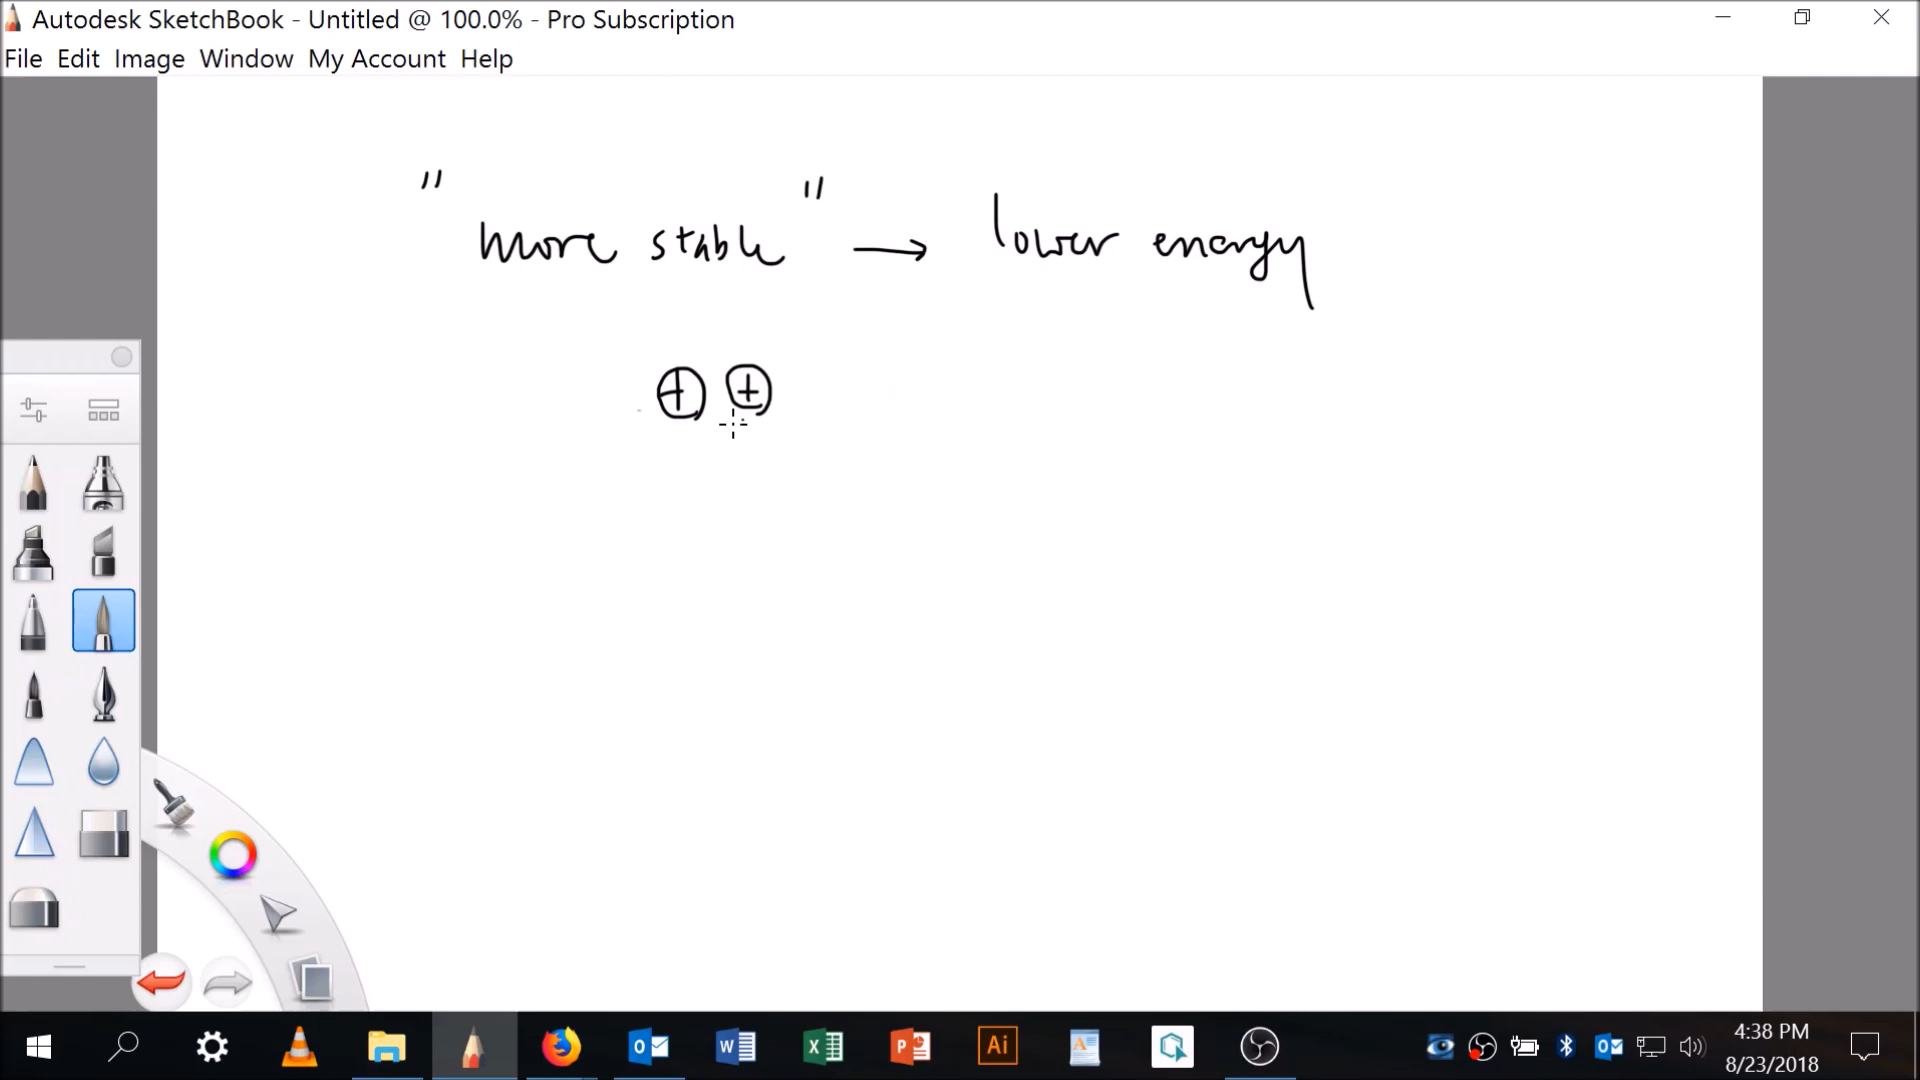 Autodesk SketchBook - Untitled @ 100.0% - Pro Subscription
File Edit Image Window My Account Help
"more stable" → lower energy
⊕ ⊕
4:38 PM
8/23/2018